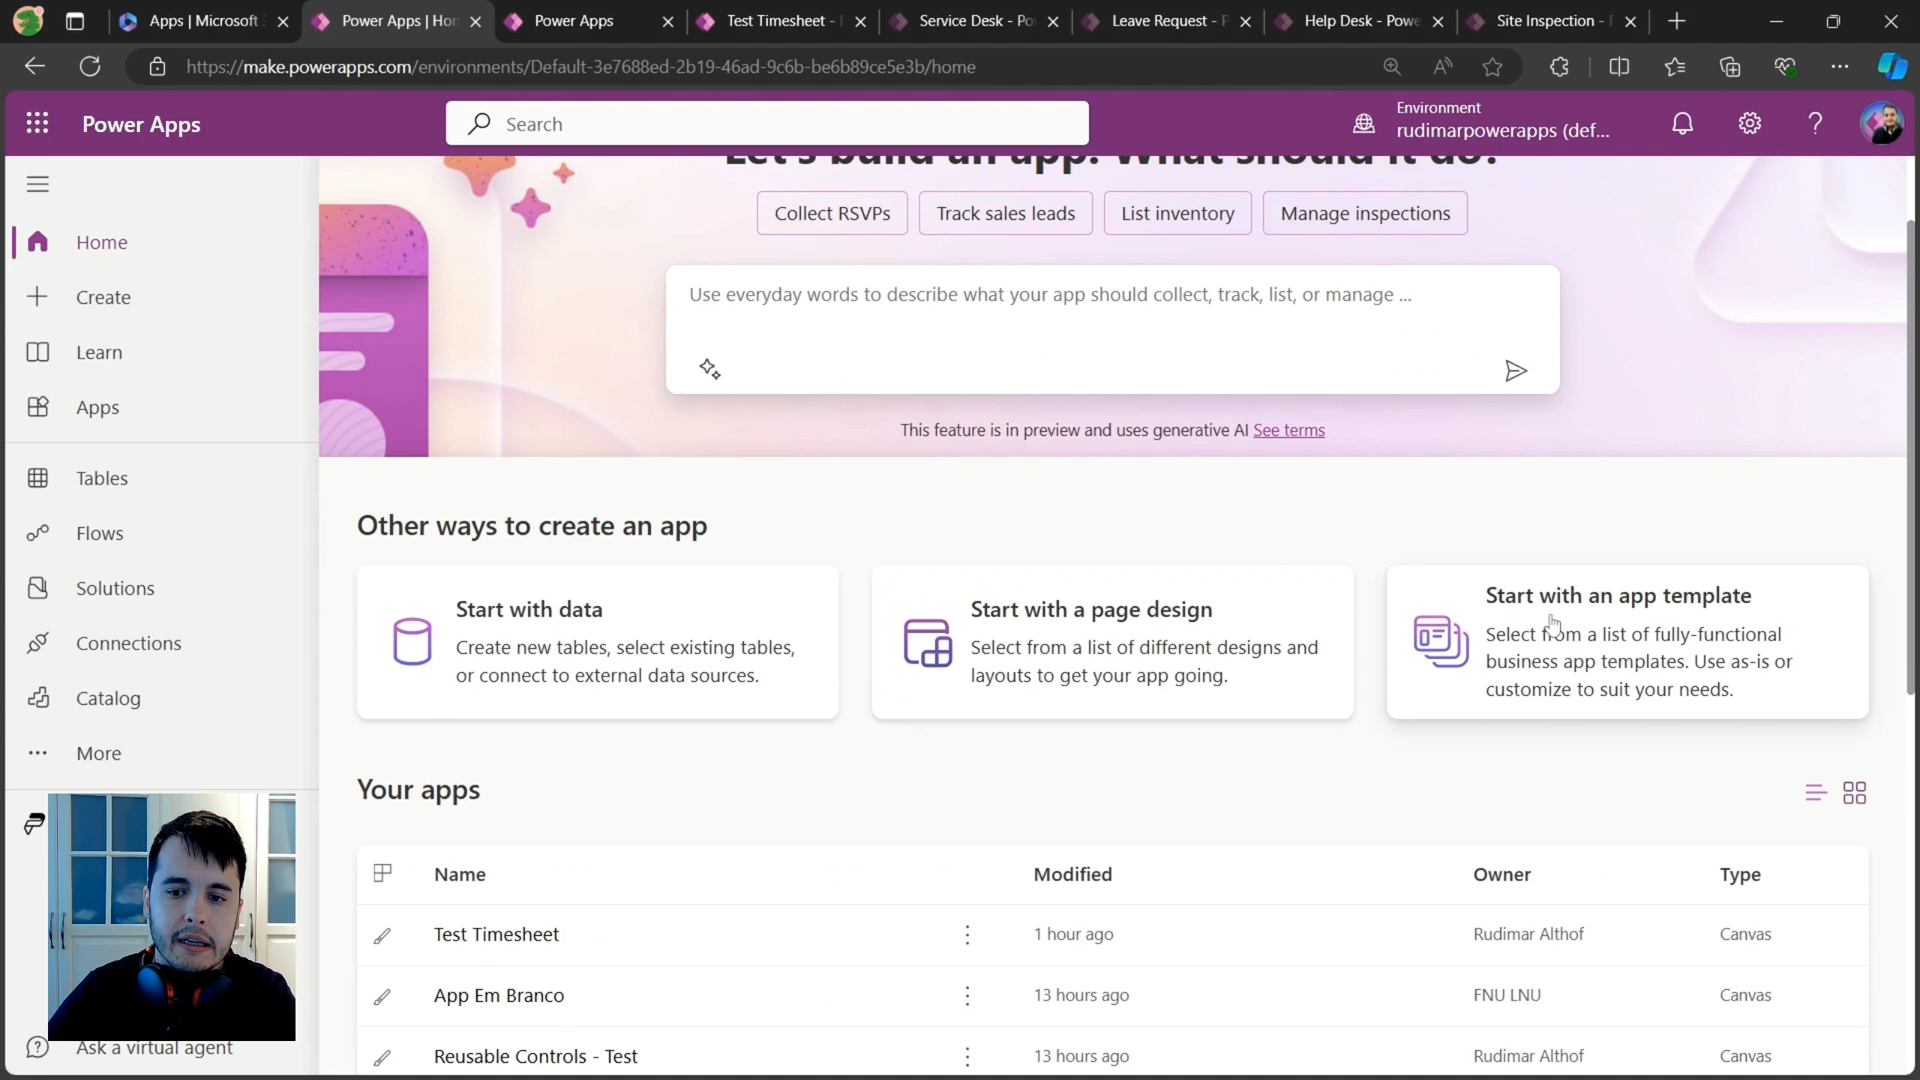 Apps | Microsoft
Power Apps | Hom
Power Apps
Test Timesheet -
Service Desk - Po
Leave Request - P
Help Desk - Powe
Site Inspection -
https://make.powerapps.com/environments/Default-3e7688ed-2b19-46ad-9c6b-be6b89ce5e3b/home
Power Apps
Search
Environment
rudimarpowerapps (def...
Let's build an app. What should it do?
Collect RSVPs
Track sales leads
List inventory
Manage inspections
Use everyday words to describe what your app should collect, track, list, or manage ...
This feature is in preview and uses generative AI See terms
Home
Create
Learn
Apps
Tables
Flows
Solutions
Connections
Catalog
More
Ask a virtual agent
Other ways to create an app
Start with data
Create new tables, select existing tables,
or connect to external data sources.
Start with a page design
Select from a list of different designs and
layouts to get your app going.
Start with an app template
Select from a list of fully-functional
business app templates. Use as-is or
customize to suit your needs.
Your apps
Name Modified Owner Type
Test Timesheet 1 hour ago Rudimar Althof Canvas
App Em Branco 13 hours ago FNU LNU Canvas
Reusable Controls - Test 13 hours ago Rudimar Althof Canvas